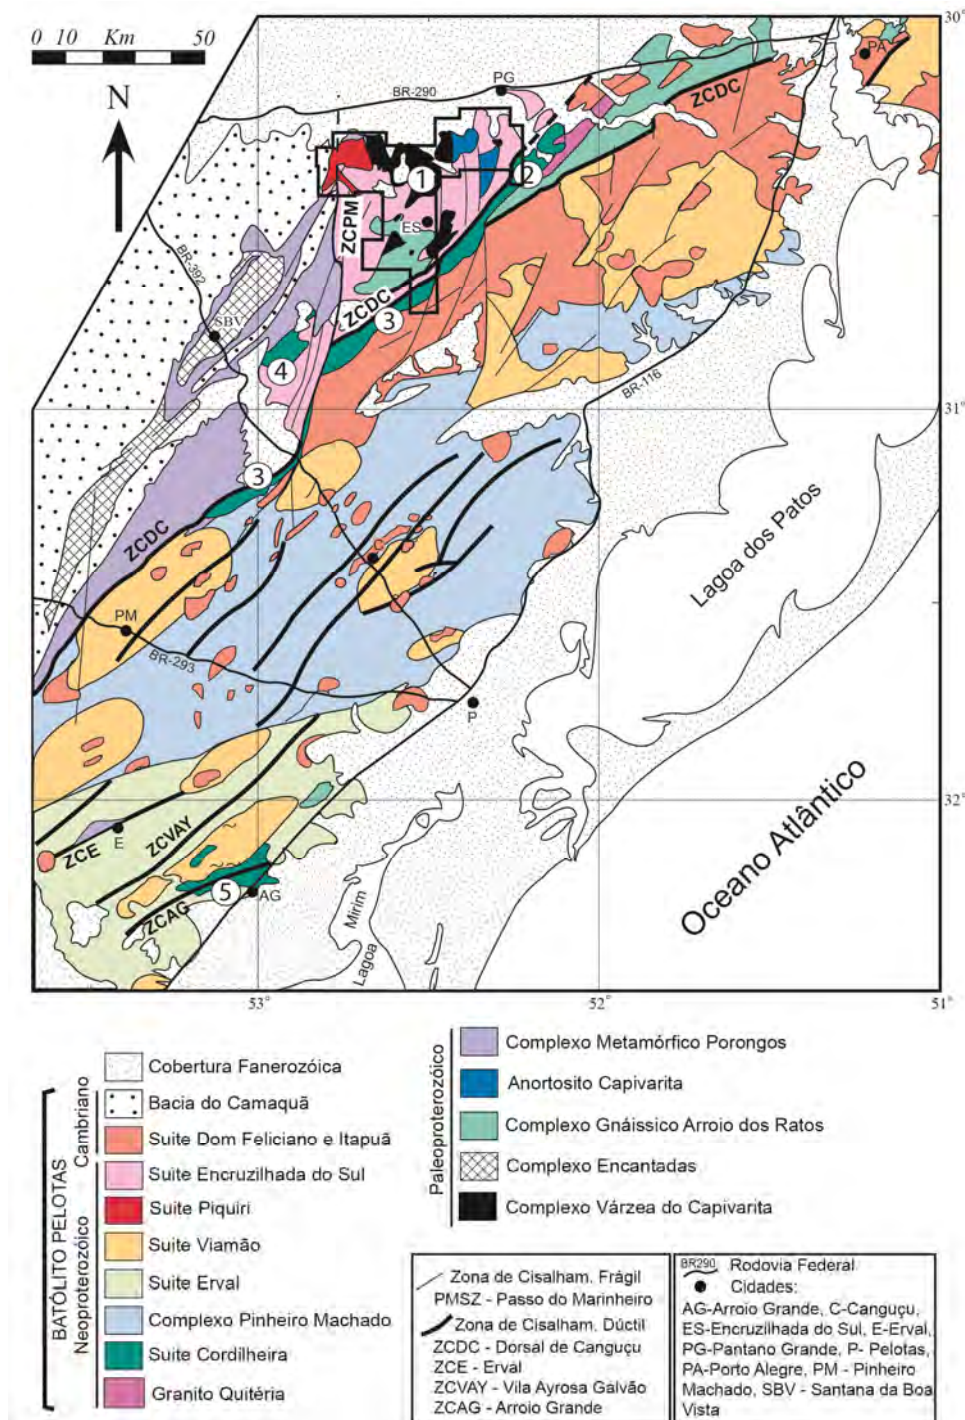 0 10 Km 50
N
30°
31°
32°
53°
52°
51°
BR-290
PG
PA
ZCDC
1
2
ES
ZCPM
BR-392
SBV
ZCDC
3
4
BR-116
3
ZCDC
C
Lagoa dos Patos
PM
BR-293
P
Oceano Atlântico
ZCE
E
ZCVAY
ZCAG
5
AG
Mirim
Lagoa
Cobertura Fanerozóica
Bacia do Camaquã
Suite Dom Feliciano e Itapuã
Suite Encruzilhada do Sul
Suite Piquiri
Suite Viamão
Suite Erval
Complexo Pinheiro Machado
Suite Cordilheira
Granito Quitéria
BATÓLITO PELOTAS
Cambriano
Neoproterozóico
Paleoproterozóico
Complexo Metamórfico Porongos
Anortosito Capivarita
Complexo Gnáissico Arroio dos Ratos
Complexo Encantadas
Complexo Várzea do Capivarita
Zona de Cisalham. Frágil
PMSZ - Passo do Marinheiro
Zona de Cisalham. Dúctil
ZCDC - Dorsal de Canguçu
ZCE - Erval
ZCVAY - Vila Ayrosa Galvão
ZCAG - Arroio Grande
BR290 Rodovia Federal
Cidades:
AG-Arroio Grande, C-Canguçu,
ES-Encruzilhada do Sul, E-Erval,
PG-Pantano Grande, P- Pelotas,
PA-Porto Alegre, PM - Pinheiro
Machado, SBV - Santana da Boa
Vista